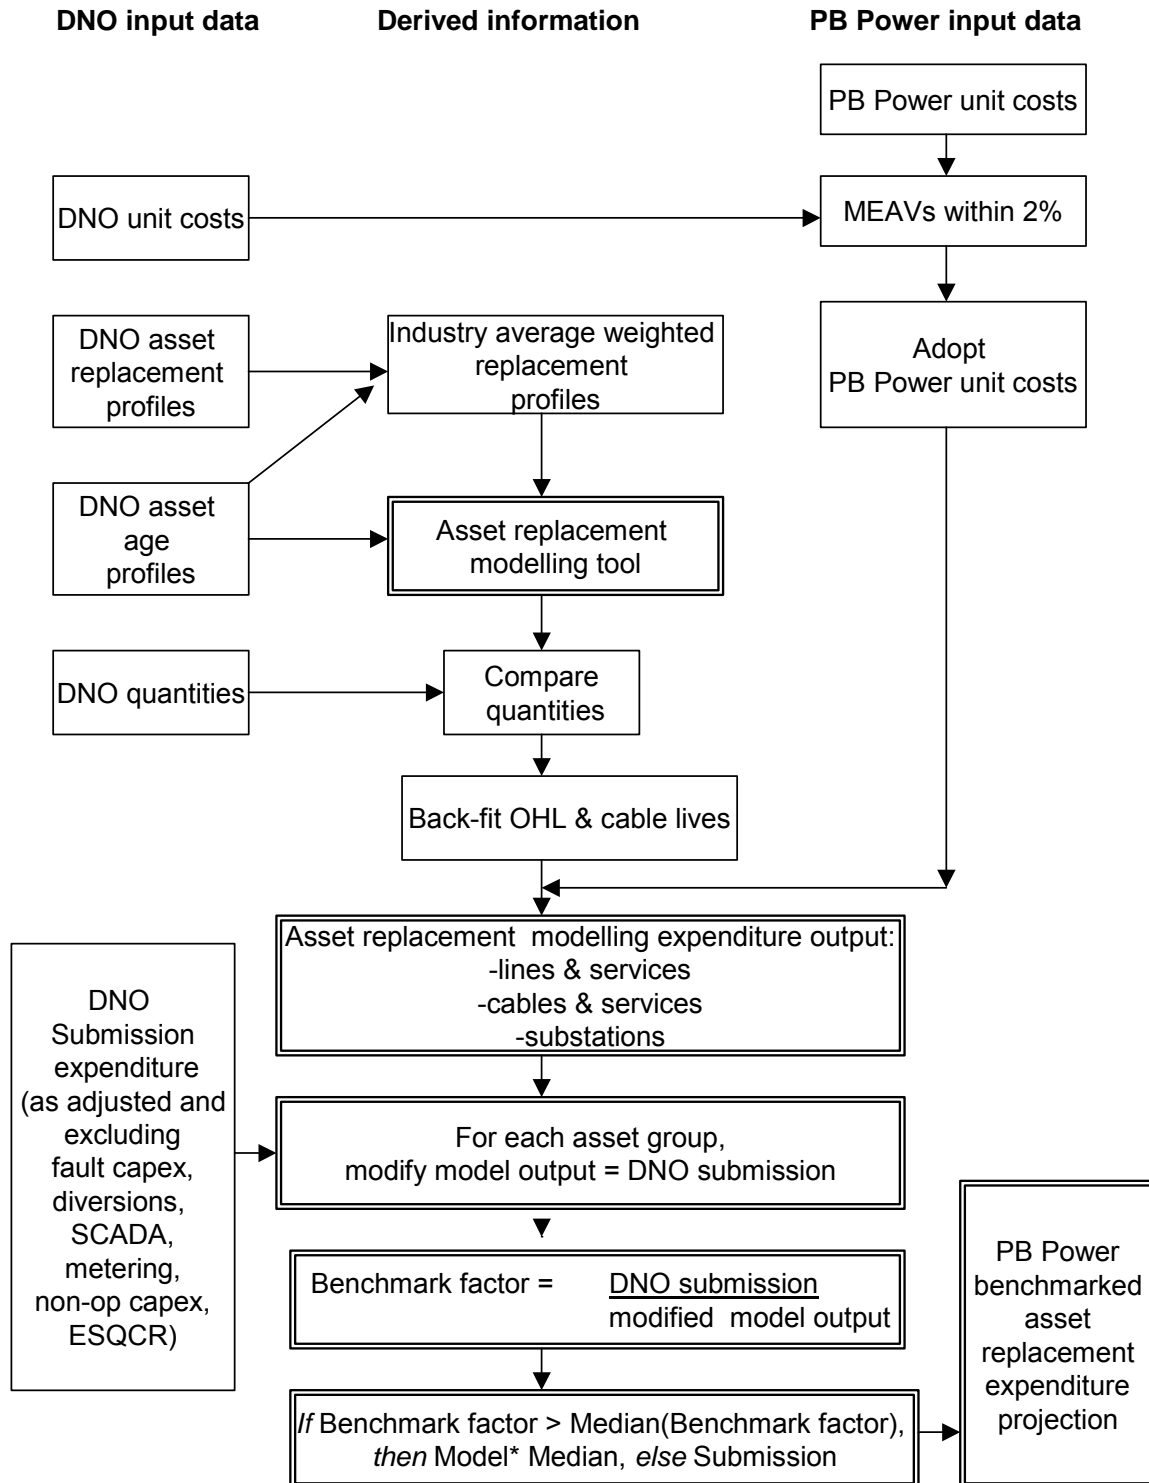 DNO input data
Derived information
PB Power input data
PB Power unit costs
DNO unit costs
MEAVs within 2%
DNO asset
replacement
profiles
Industry average weighted
replacement
profiles
Adopt
PB Power unit costs
DNO asset
age
profiles
Asset replacement
modelling tool
DNO quantities
Compare
quantities
Back-fit OHL & cable lives
Asset replacement modelling expenditure output:
-lines & services
-cables & services
-substations
DNO
Submission
expenditure
(as adjusted and
excluding
fault capex,
diversions,
SCADA,
metering,
non-op capex,
ESQCR)
For each asset group,
modify model output = DNO submission
Benchmark factor = DNO submission
modified model output
If Benchmark factor > Median(Benchmark factor),
then Model* Median, else Submission
PB Power
benchmarked
asset
replacement
expenditure
projection